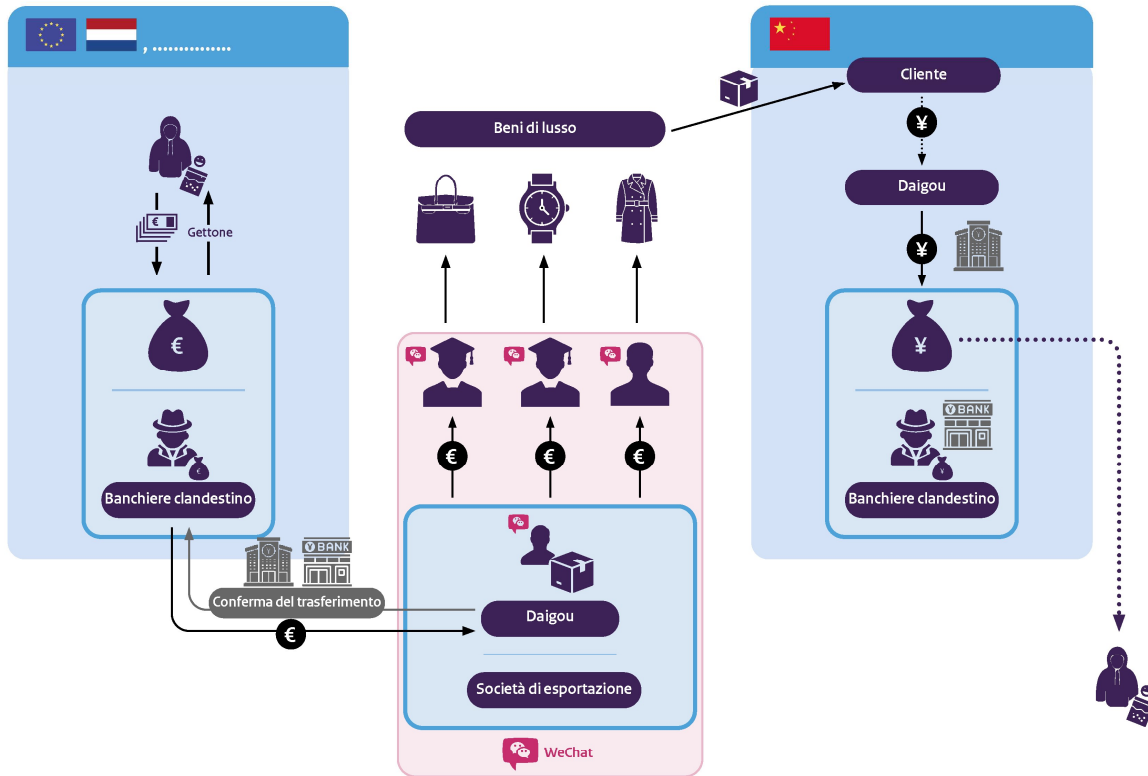 , ..............
Gettone
€
€
€
Banchiere clandestino
¥ BANK
Conferma del trasferimento
€
Beni di lusso
€
€
€
Daigou
Società di esportazione
WeChat
Cliente
¥
Daigou
¥
¥
¥
¥ BANK
¥
Banchiere clandestino